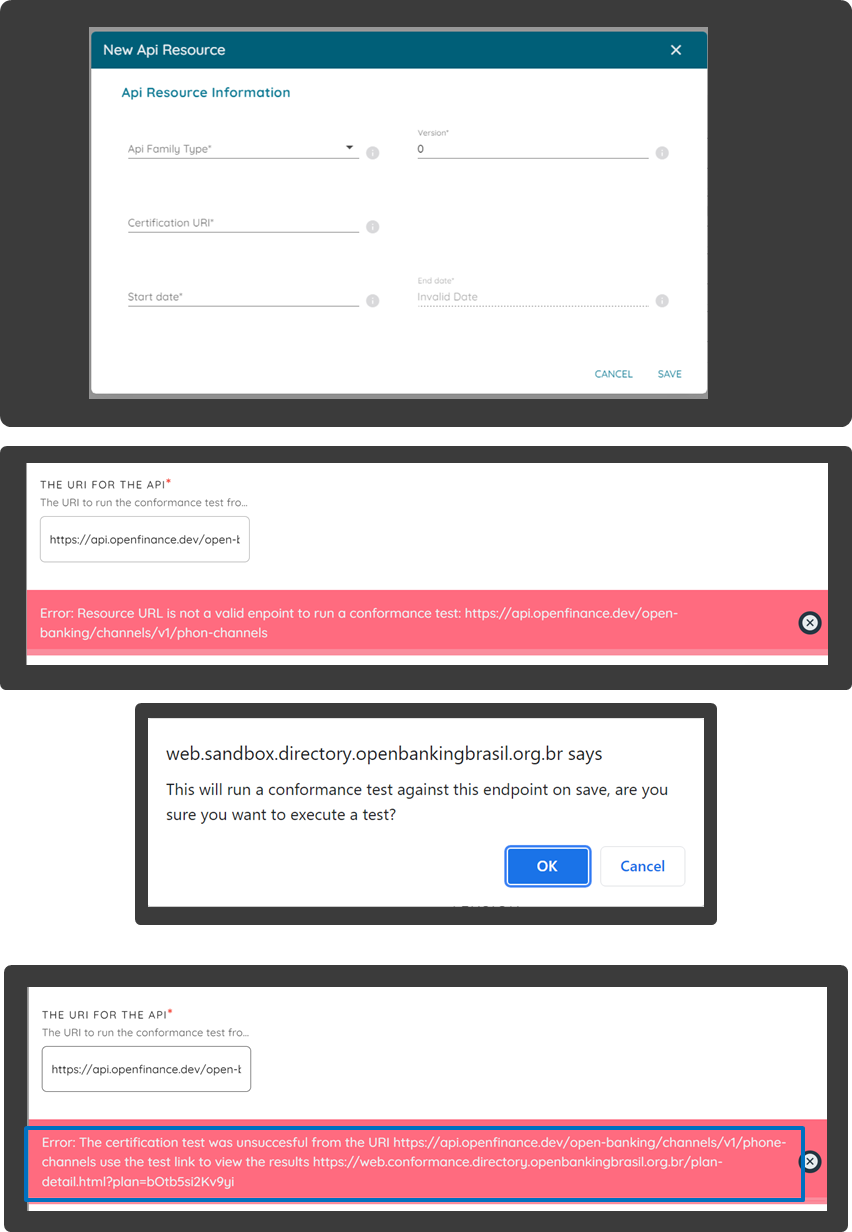 New Api Resource
Api Resource Information
Api Family Type*
Version*
0
Certification URI*
Start date*
End date*
Invalid Date
CANCEL
SAVE
THE URI FOR THE API*
The URI to run the conformance test fro...
https://api.openfinance.dev/open-b
Error: Resource URL is not a valid enpoint to run a conformance test: https://api.openfinance.dev/open-
banking/channels/v1/phon-channels
web.sandbox.directory.openbankingbrasil.org.br says
This will run a conformance test against this endpoint on save, are you
sure you want to execute a test?
OK
Cancel
THE URI FOR THE API*
The URI to run the conformance test fro...
https://api.openfinance.dev/open-b
Error: The certification test was unsuccesful from the URI https://api.openfinance.dev/open-banking/channels/v1/phone-
channels use the test link to view the results https://web.conformance.directory.openbankingbrasil.org.br/plan-
detail.html?plan=bOtb5si2Kv9yi